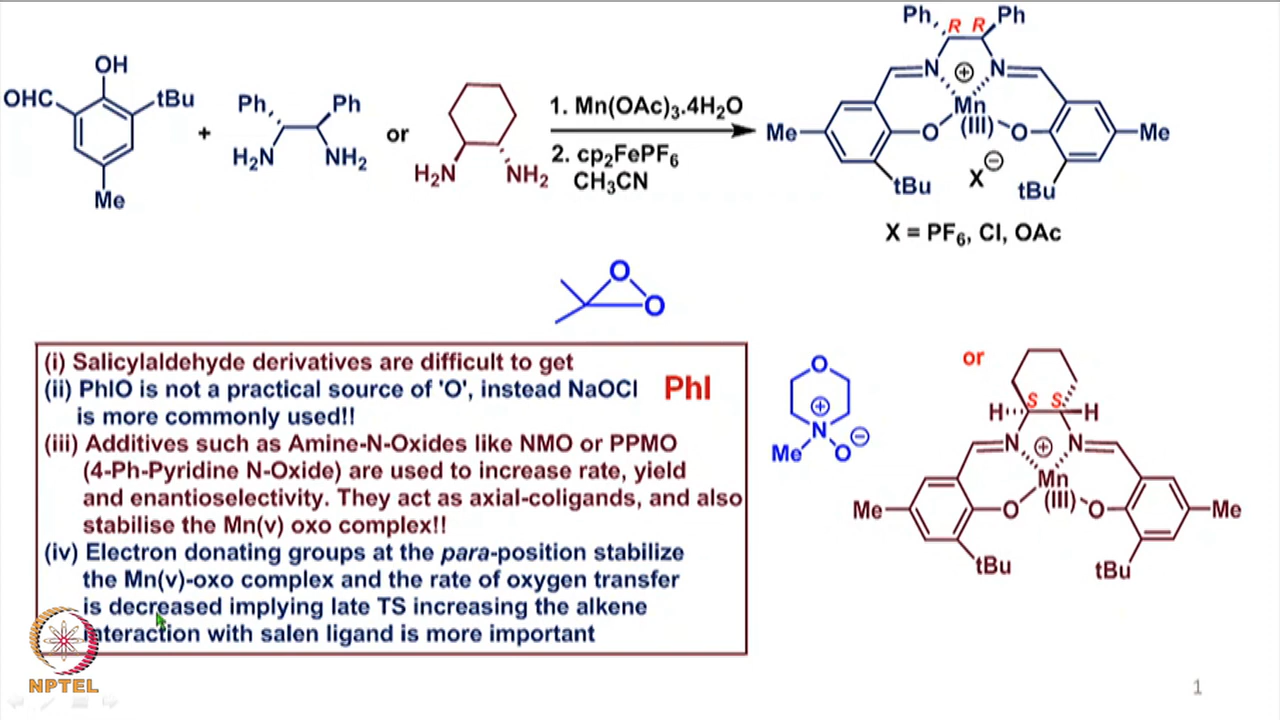 OH
OHC
tBu
Me
+
Ph
Ph
H₂N
NH₂
or
H₂N
NH₂
1. Mn(OAc)₃.4H₂O
2. cp₂FePF₆
CH₃CN
Ph
R
R
Ph
N
+
N
Mn
(III)
Me
O
O
Me
tBu
X⊖
tBu
X = PF₆, Cl, OAc
O
O
(i) Salicylaldehyde derivatives are difficult to get
(ii) PhIO is not a practical source of 'O', instead NaOCl
is more commonly used!!
PhI
(iii) Additives such as Amine-N-Oxides like NMO or PPMO
(4-Ph-Pyridine N-Oxide) are used to increase rate, yield
and enantioselectivity. They act as axial-coligands, and also
stabilise the Mn(v) oxo complex!!
(iv) Electron donating groups at the para-position stabilize
the Mn(v)-oxo complex and the rate of oxygen transfer
is decreased implying late TS increasing the alkene
interaction with salen ligand is more important
O
+
N
Me
O⊖
or
H
S
S
H
N
+
N
Mn
(III)
Me
O
O
Me
tBu
tBu
NPTEL
1